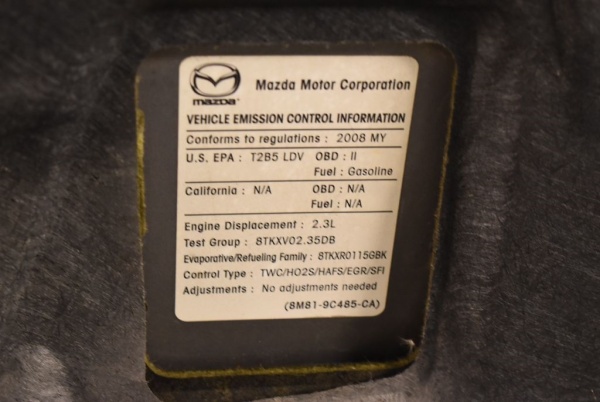 mazda
Mazda Motor Corporation
VEHICLE EMISSION CONTROL INFORMATION
Conforms to regulations : 2008 MY
U.S. EPA : T2B5 LDV OBD : II
Fuel : Gasoline
California : N/A OBD : N/A
Fuel : N/A
Engine Displacement : 2.3L
Test Group : 8TKXV02.35DB
Evaporative/Refueling Family : 8TKXR0115GBK
Control Type : TWC/HO2S/HAFS/EGR/SFI
Adjustments : No adjustments needed
(8M81-9C485-CA)